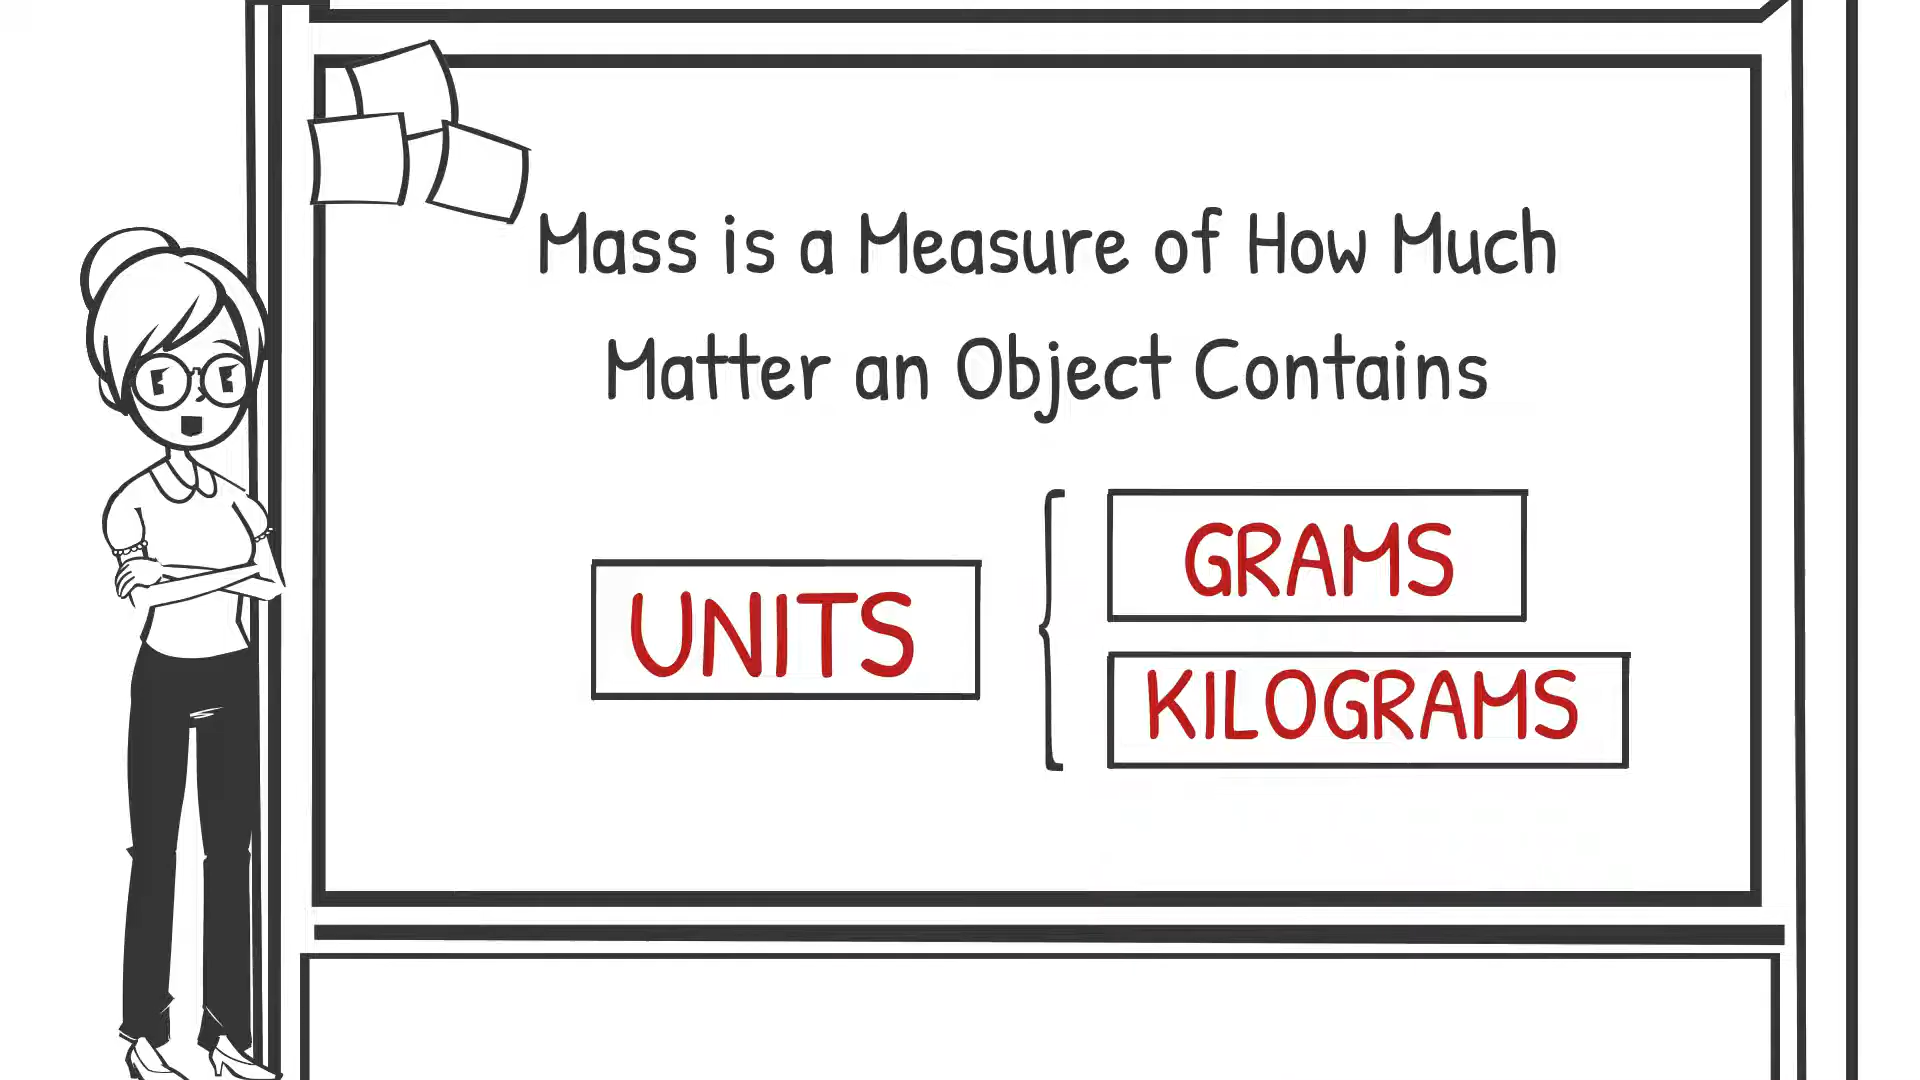 Mass is a Measure of How Much
Matter an Object Contains
UNITS
GRAMS
KILOGRAMS